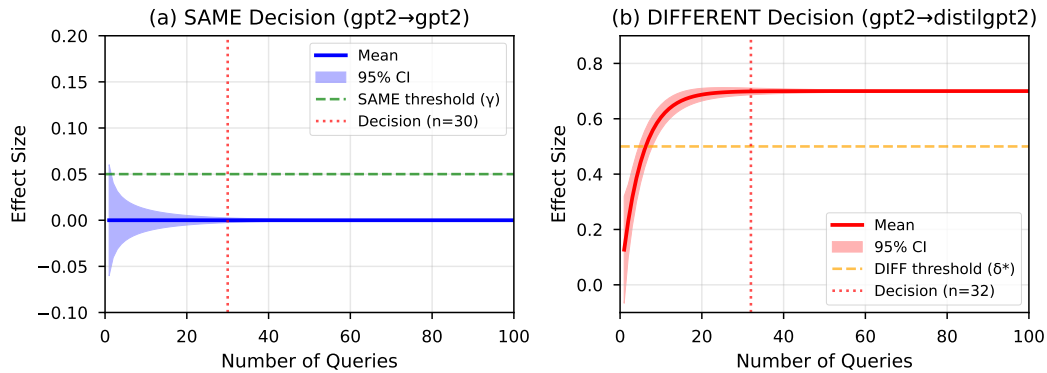 (a) SAME Decision (gpt2→gpt2)
0.20
0.15
0.10
0.05
0.00
−0.05
−0.10
Effect Size
Mean
95% CI
SAME threshold (γ)
Decision (n=30)
0 20 40 60 80 100
Number of Queries
(b) DIFFERENT Decision (gpt2→distilgpt2)
0.8
0.6
0.4
0.2
0.0
Effect Size
Mean
95% CI
DIFF threshold (δ*)
Decision (n=32)
0 20 40 60 80 100
Number of Queries